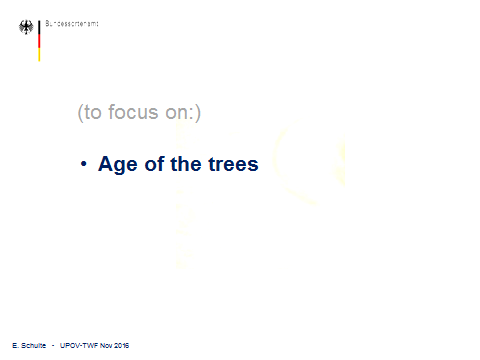 Bundessortenamt
(to focus on:)
• Age of the trees
E. Schulte - UPOV-TWF Nov 2016